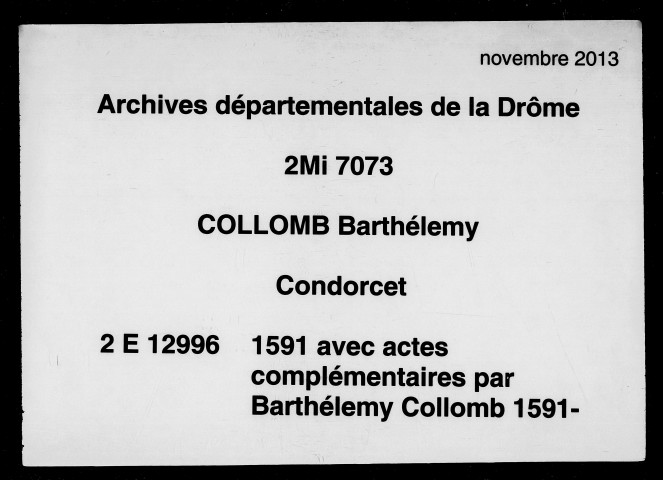 novembre 2013
Archives départementales de la Drôme
2Mi 7073
COLLOMB Barthélemy
Condorcet
2 E 12996 1591 avec actes
complémentaires par
Barthélemy Collomb 1591-